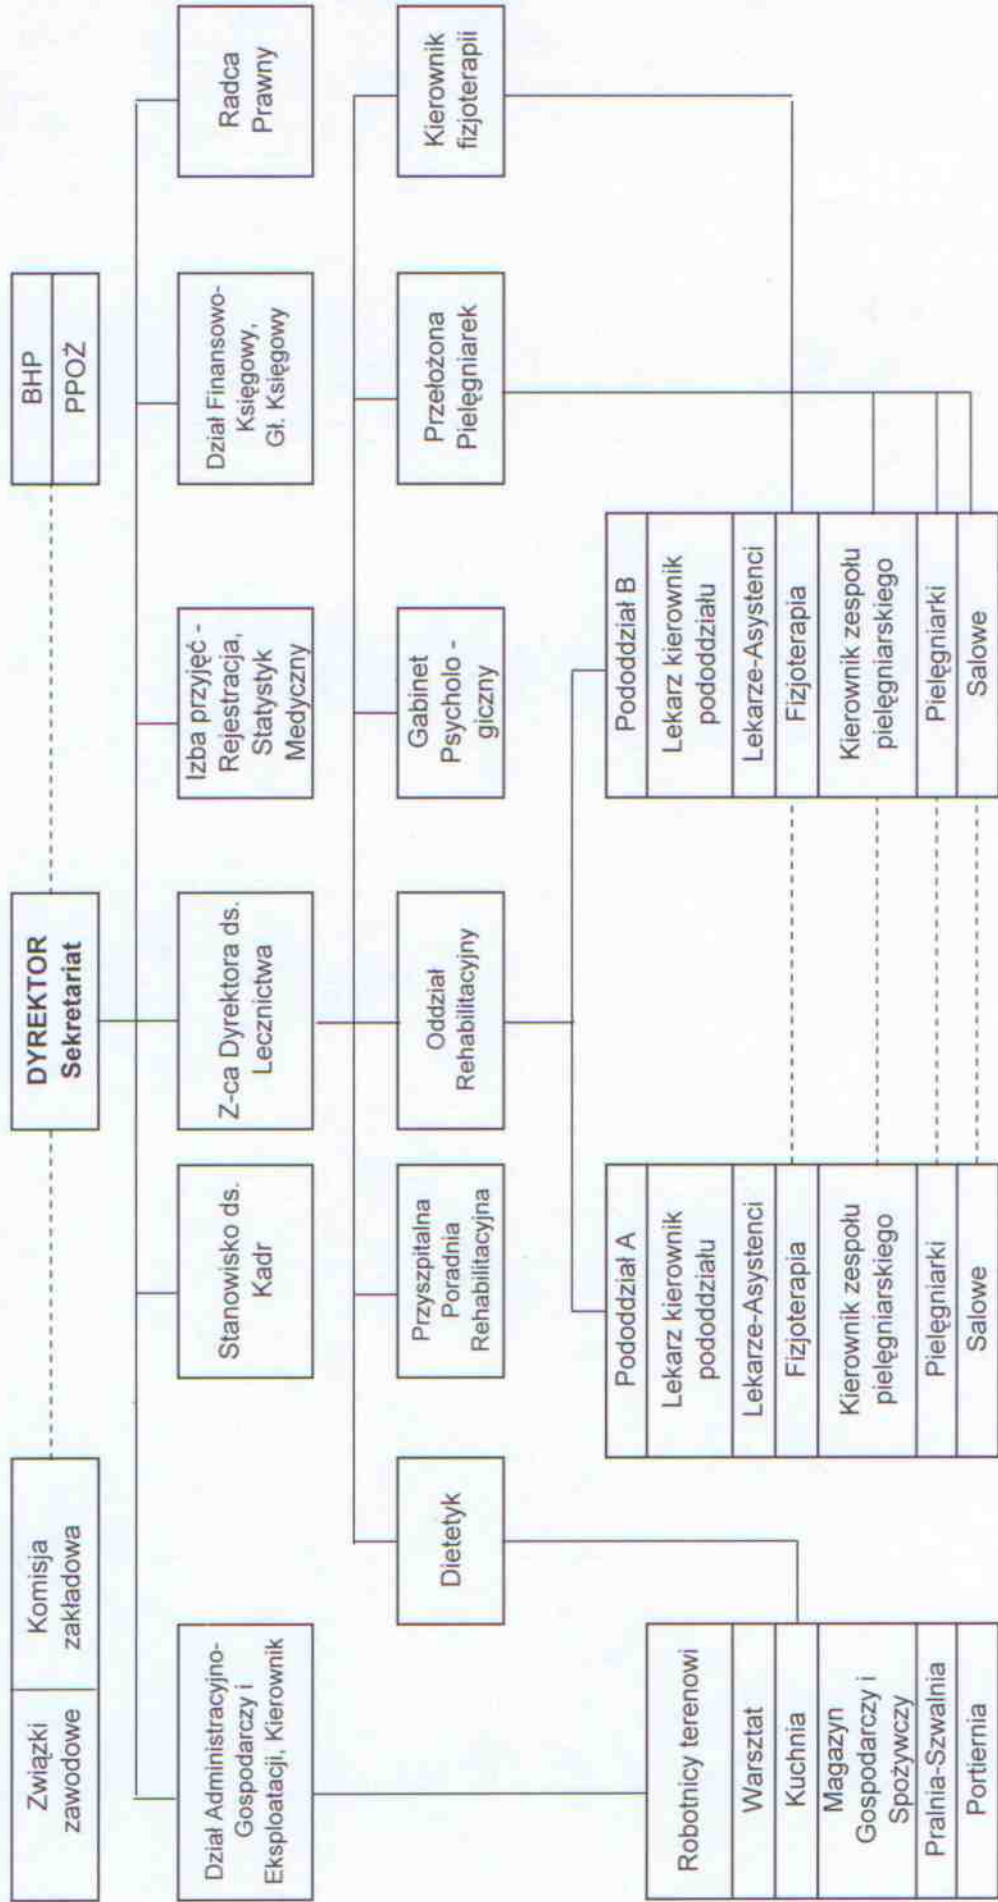 Związki
zawodowe
Komisja
zakładowa
DYREKTOR
Sekretariat
BHP
PPOŻ
Dział Administracyjno-
Gospodarczy i
Eksploatacji, Kierownik
Stanowisko ds.
Kadr
Z-ca Dyrektora ds.
Lecznictwa
Izba przyjęć -
Rejestracja,
Statystyk
Medyczny
Dział Finansowo-
Księgowy,
Gł. Księgowy
Radca
Prawny
Dietetyk
Przyszpitalna
Poradnia
Rehabilitacyjna
Oddział
Rehabilitacyjny
Gabinet
Psycholo -
giczny
Przełożona
Pielęgniarek
Kierownik
fizjoterapii
Robotnicy terenowi
Warsztat
Kuchnia
Magazyn
Gospodarczy i
Spożywczy
Pralnia-Szwalnia
Portiernia
Pododdział A
Lekarz kierownik
pododdziału
Lekarze-Asystenci
Fizjoterapia
Kierownik zespołu
pielęgniarskiego
Pielęgniarki
Salowe
Pododdział B
Lekarz kierownik
pododdziału
Lekarze-Asystenci
Fizjoterapia
Kierownik zespołu
pielęgniarskiego
Pielęgniarki
Salowe